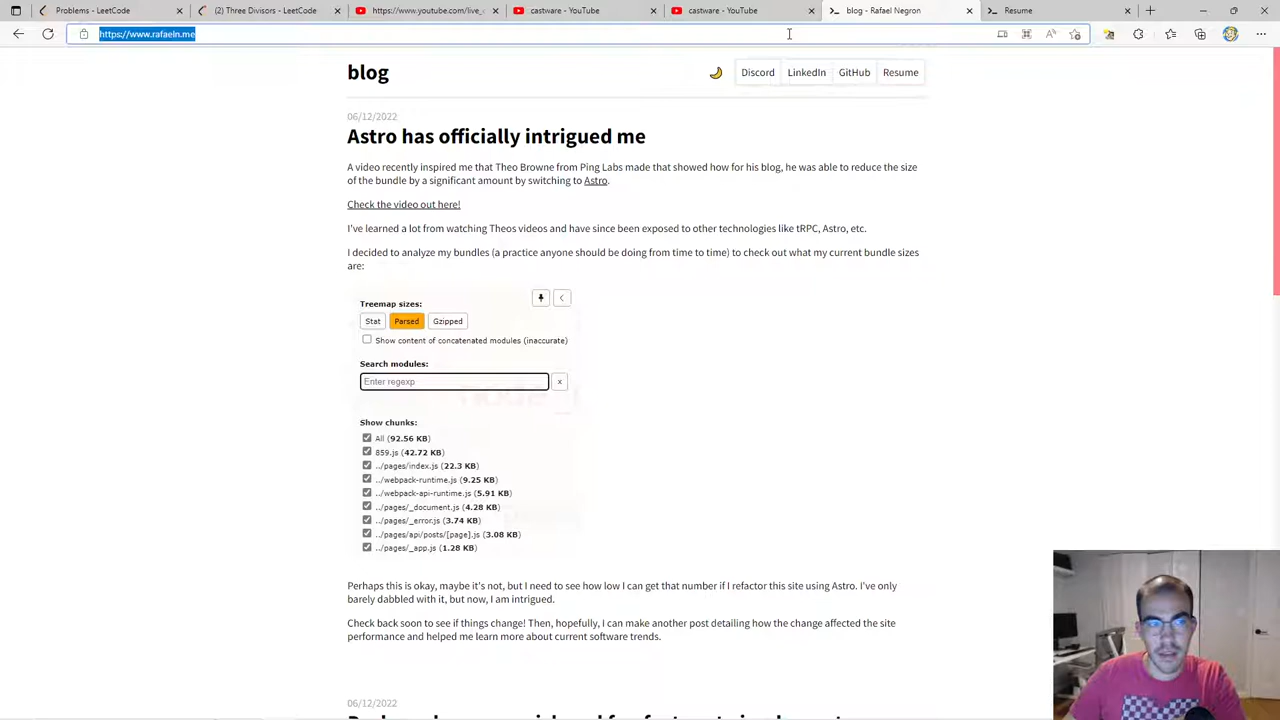 Problems - LeetCode
(2) Three Divisors - LeetCode
https://www.youtube.com/live_
castware - YouTube
castware - YouTube
blog - Rafael Negron
Resume
https://www.rafaeln.me
blog
Discord
LinkedIn
GitHub
Resume
06/12/2022
Astro has officially intrigued me
A video recently inspired me that Theo Browne from Ping Labs made that showed how for his blog, he was able to reduce the size
of the bundle by a significant amount by switching to Astro.
Check the video out here!
I've learned a lot from watching Theos videos and have since been exposed to other technologies like tRPC, Astro, etc.
I decided to analyze my bundles (a practice anyone should be doing from time to time) to check out what my current bundle sizes
are:
Treemap sizes:
Stat Parsed Gzipped
Show content of concatenated modules (inaccurate)
Search modules:
Enter regexp x
Show chunks:
All (92.56 KB)
859.js (42.72 KB)
../pages/index.js (22.3 KB)
../webpack-runtime.js (9.25 KB)
../webpack-api-runtime.js (5.91 KB)
../pages/_document.js (4.28 KB)
../pages/_error.js (3.74 KB)
../pages/api/posts/[page].js (3.08 KB)
../pages/_app.js (1.28 KB)
Perhaps this is okay, maybe it's not, but I need to see how low I can get that number if I refactor this site using Astro. i've only
barely dabbled with it, but now, I am intrigued.
Check back soon to see if things change! Then, hopefully, I can make another post detailing how the change affected the site
performance and helped me learn more about current software trends.
06/12/2022